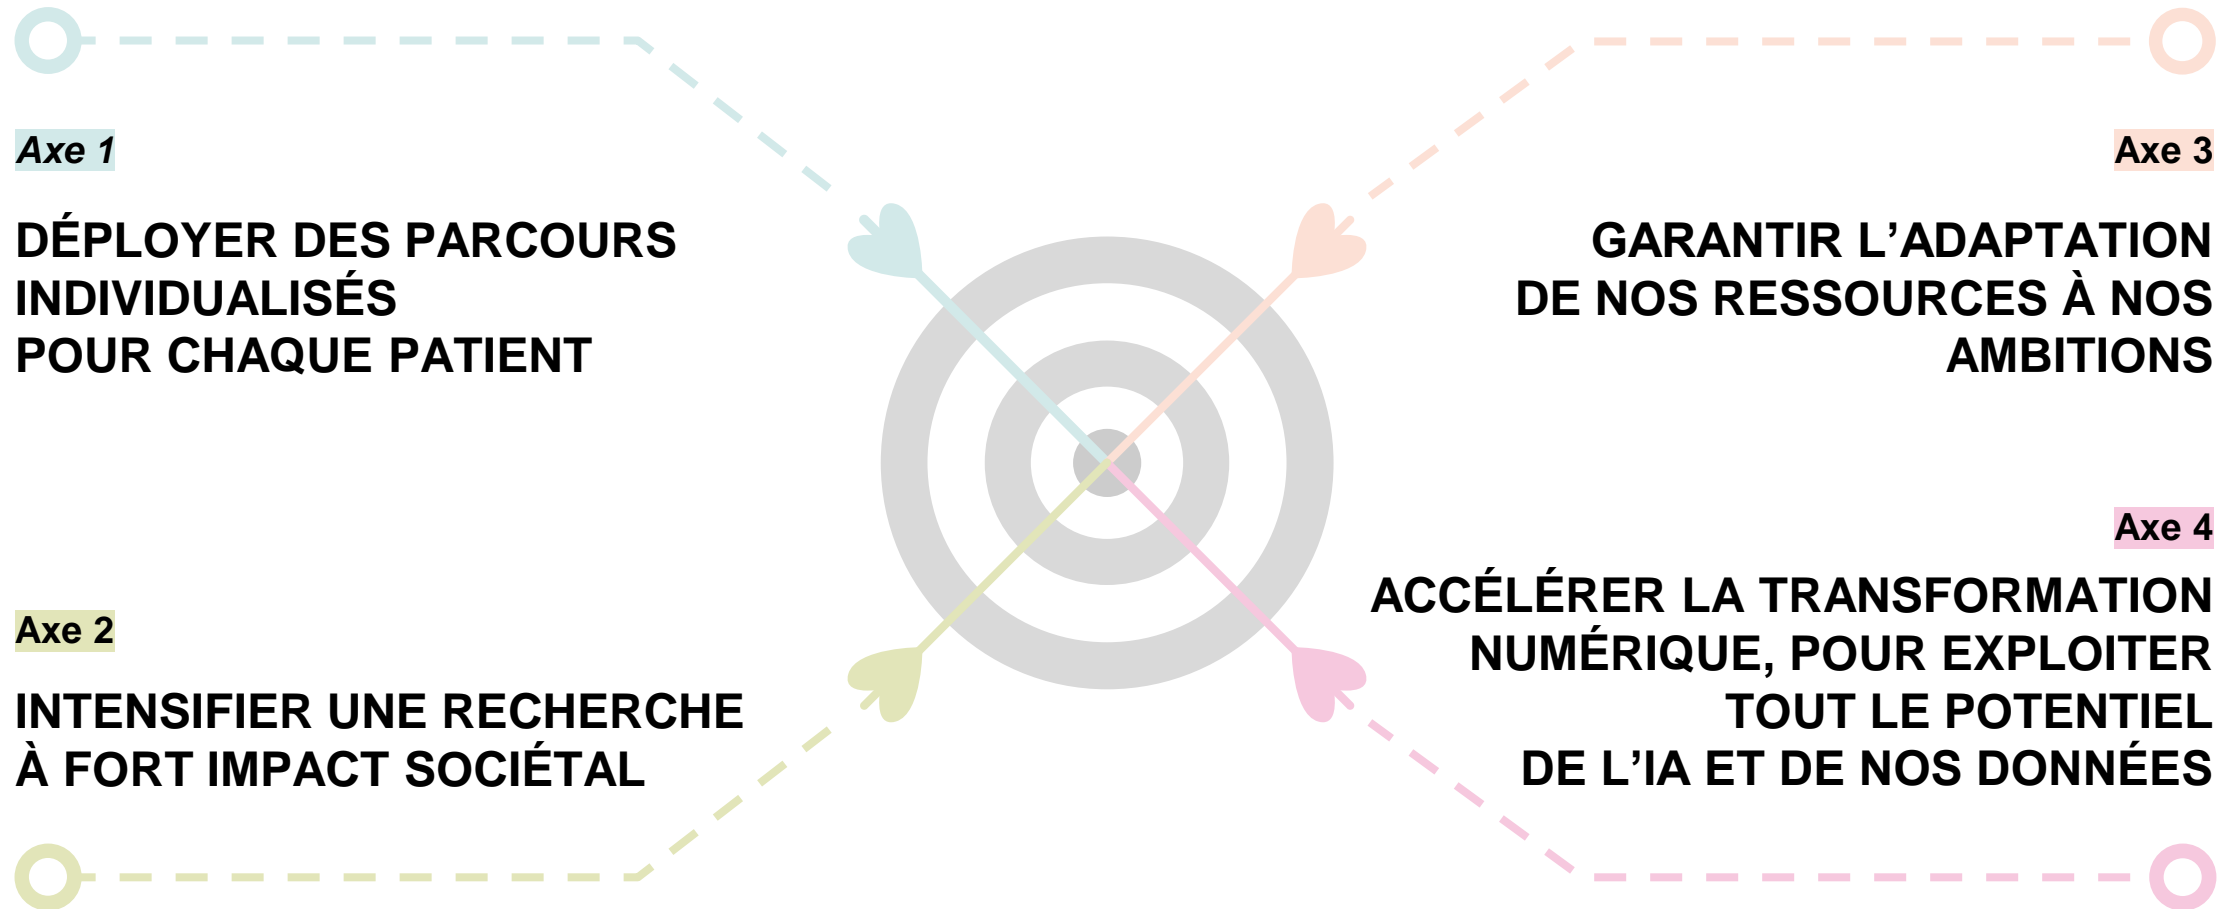 Axe 1
DÉPLOYER DES PARCOURS
INDIVIDUALISÉS
POUR CHAQUE PATIENT
Axe 2
INTENSIFIER UNE RECHERCHE
À FORT IMPACT SOCIÉTAL
Axe 3
GARANTIR L’ADAPTATION
DE NOS RESSOURCES À NOS
AMBITIONS
Axe 4
ACCÉLÉRER LA TRANSFORMATION
NUMÉRIQUE, POUR EXPLOITER
TOUT LE POTENTIEL
DE L’IA ET DE NOS DONNÉES